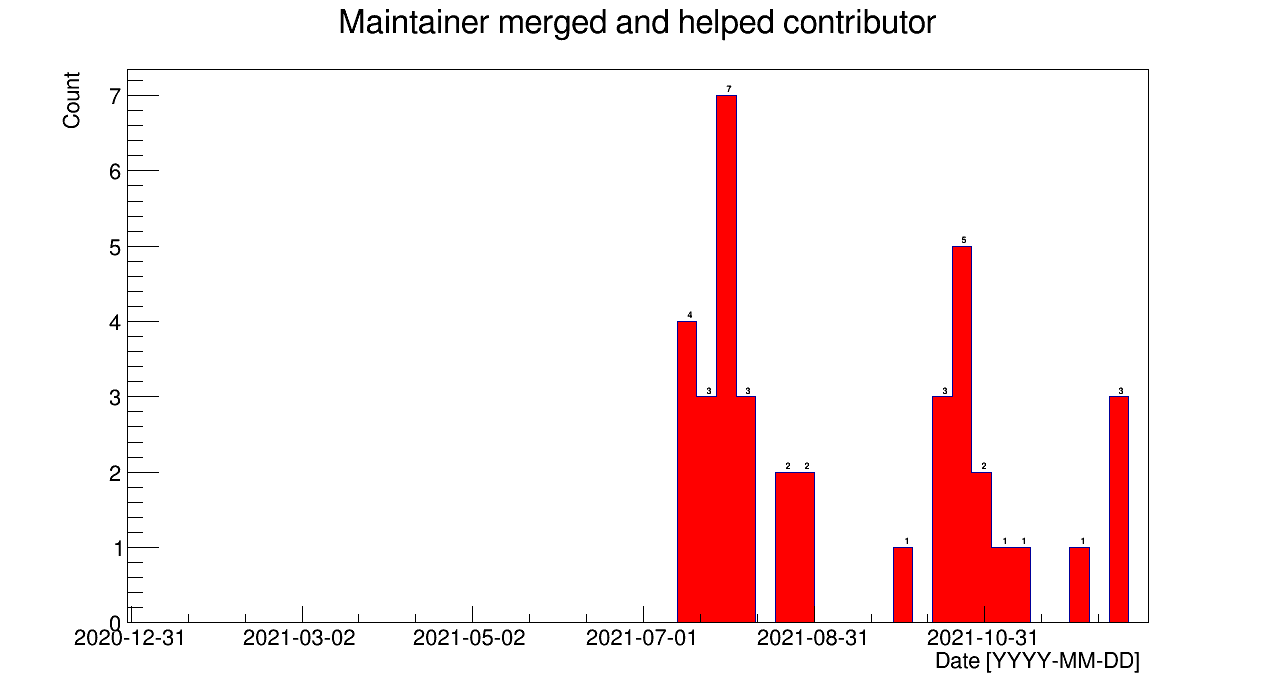 Maintainer merged and helped contributor
Count
7
6
5
4
3
2
1
0
7
5
4
3 3 3 3
2 2 2
1 1 1 1
2020-12-31 2021-03-02 2021-05-02 2021-07-01 2021-08-31 2021-10-31
Date [YYYY-MM-DD]